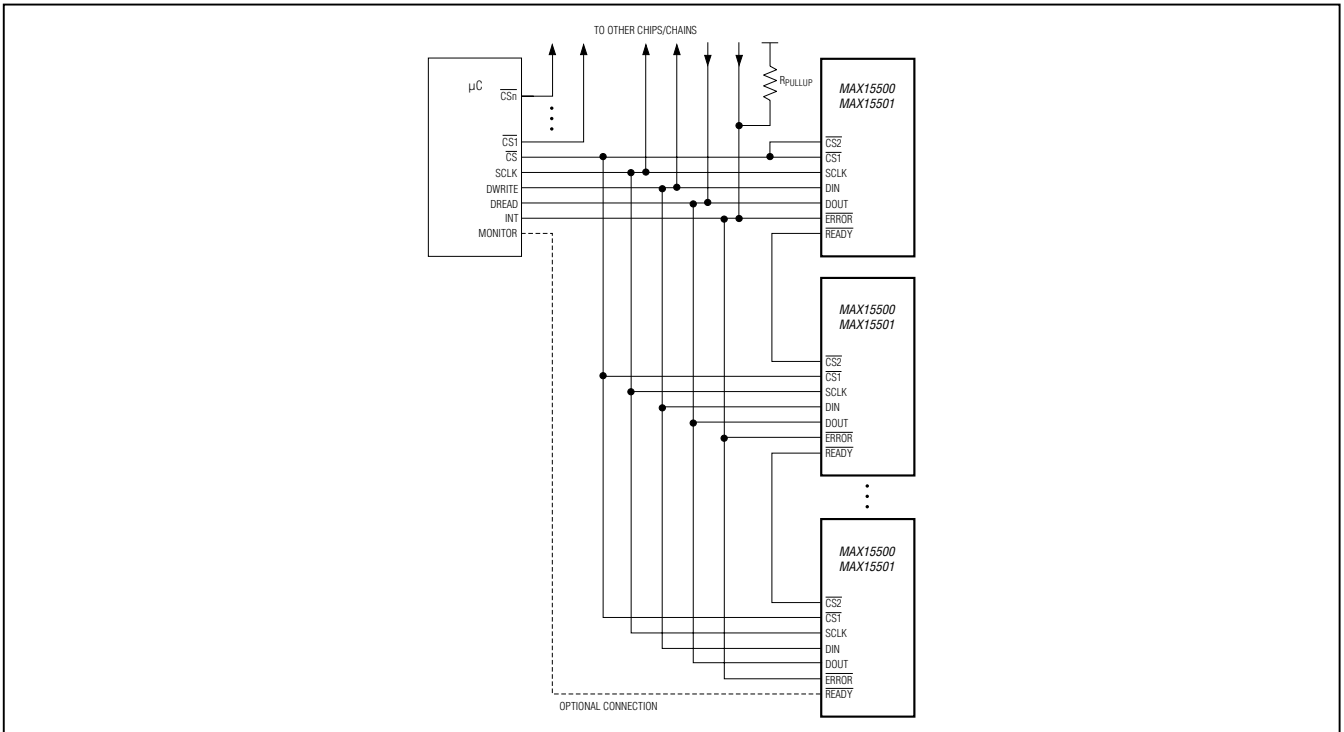 TO OTHER CHIPS/CHAINS
µC
CSn
CS1
CS
SCLK
DWRITE
DREAD
INT
MONITOR
RPULLUP
MAX15500
MAX15501
CS2
CS1
SCLK
DIN
DOUT
ERROR
READY
MAX15500
MAX15501
CS2
CS1
SCLK
DIN
DOUT
ERROR
READY
MAX15500
MAX15501
CS2
CS1
SCLK
DIN
DOUT
ERROR
READY
OPTIONAL CONNECTION